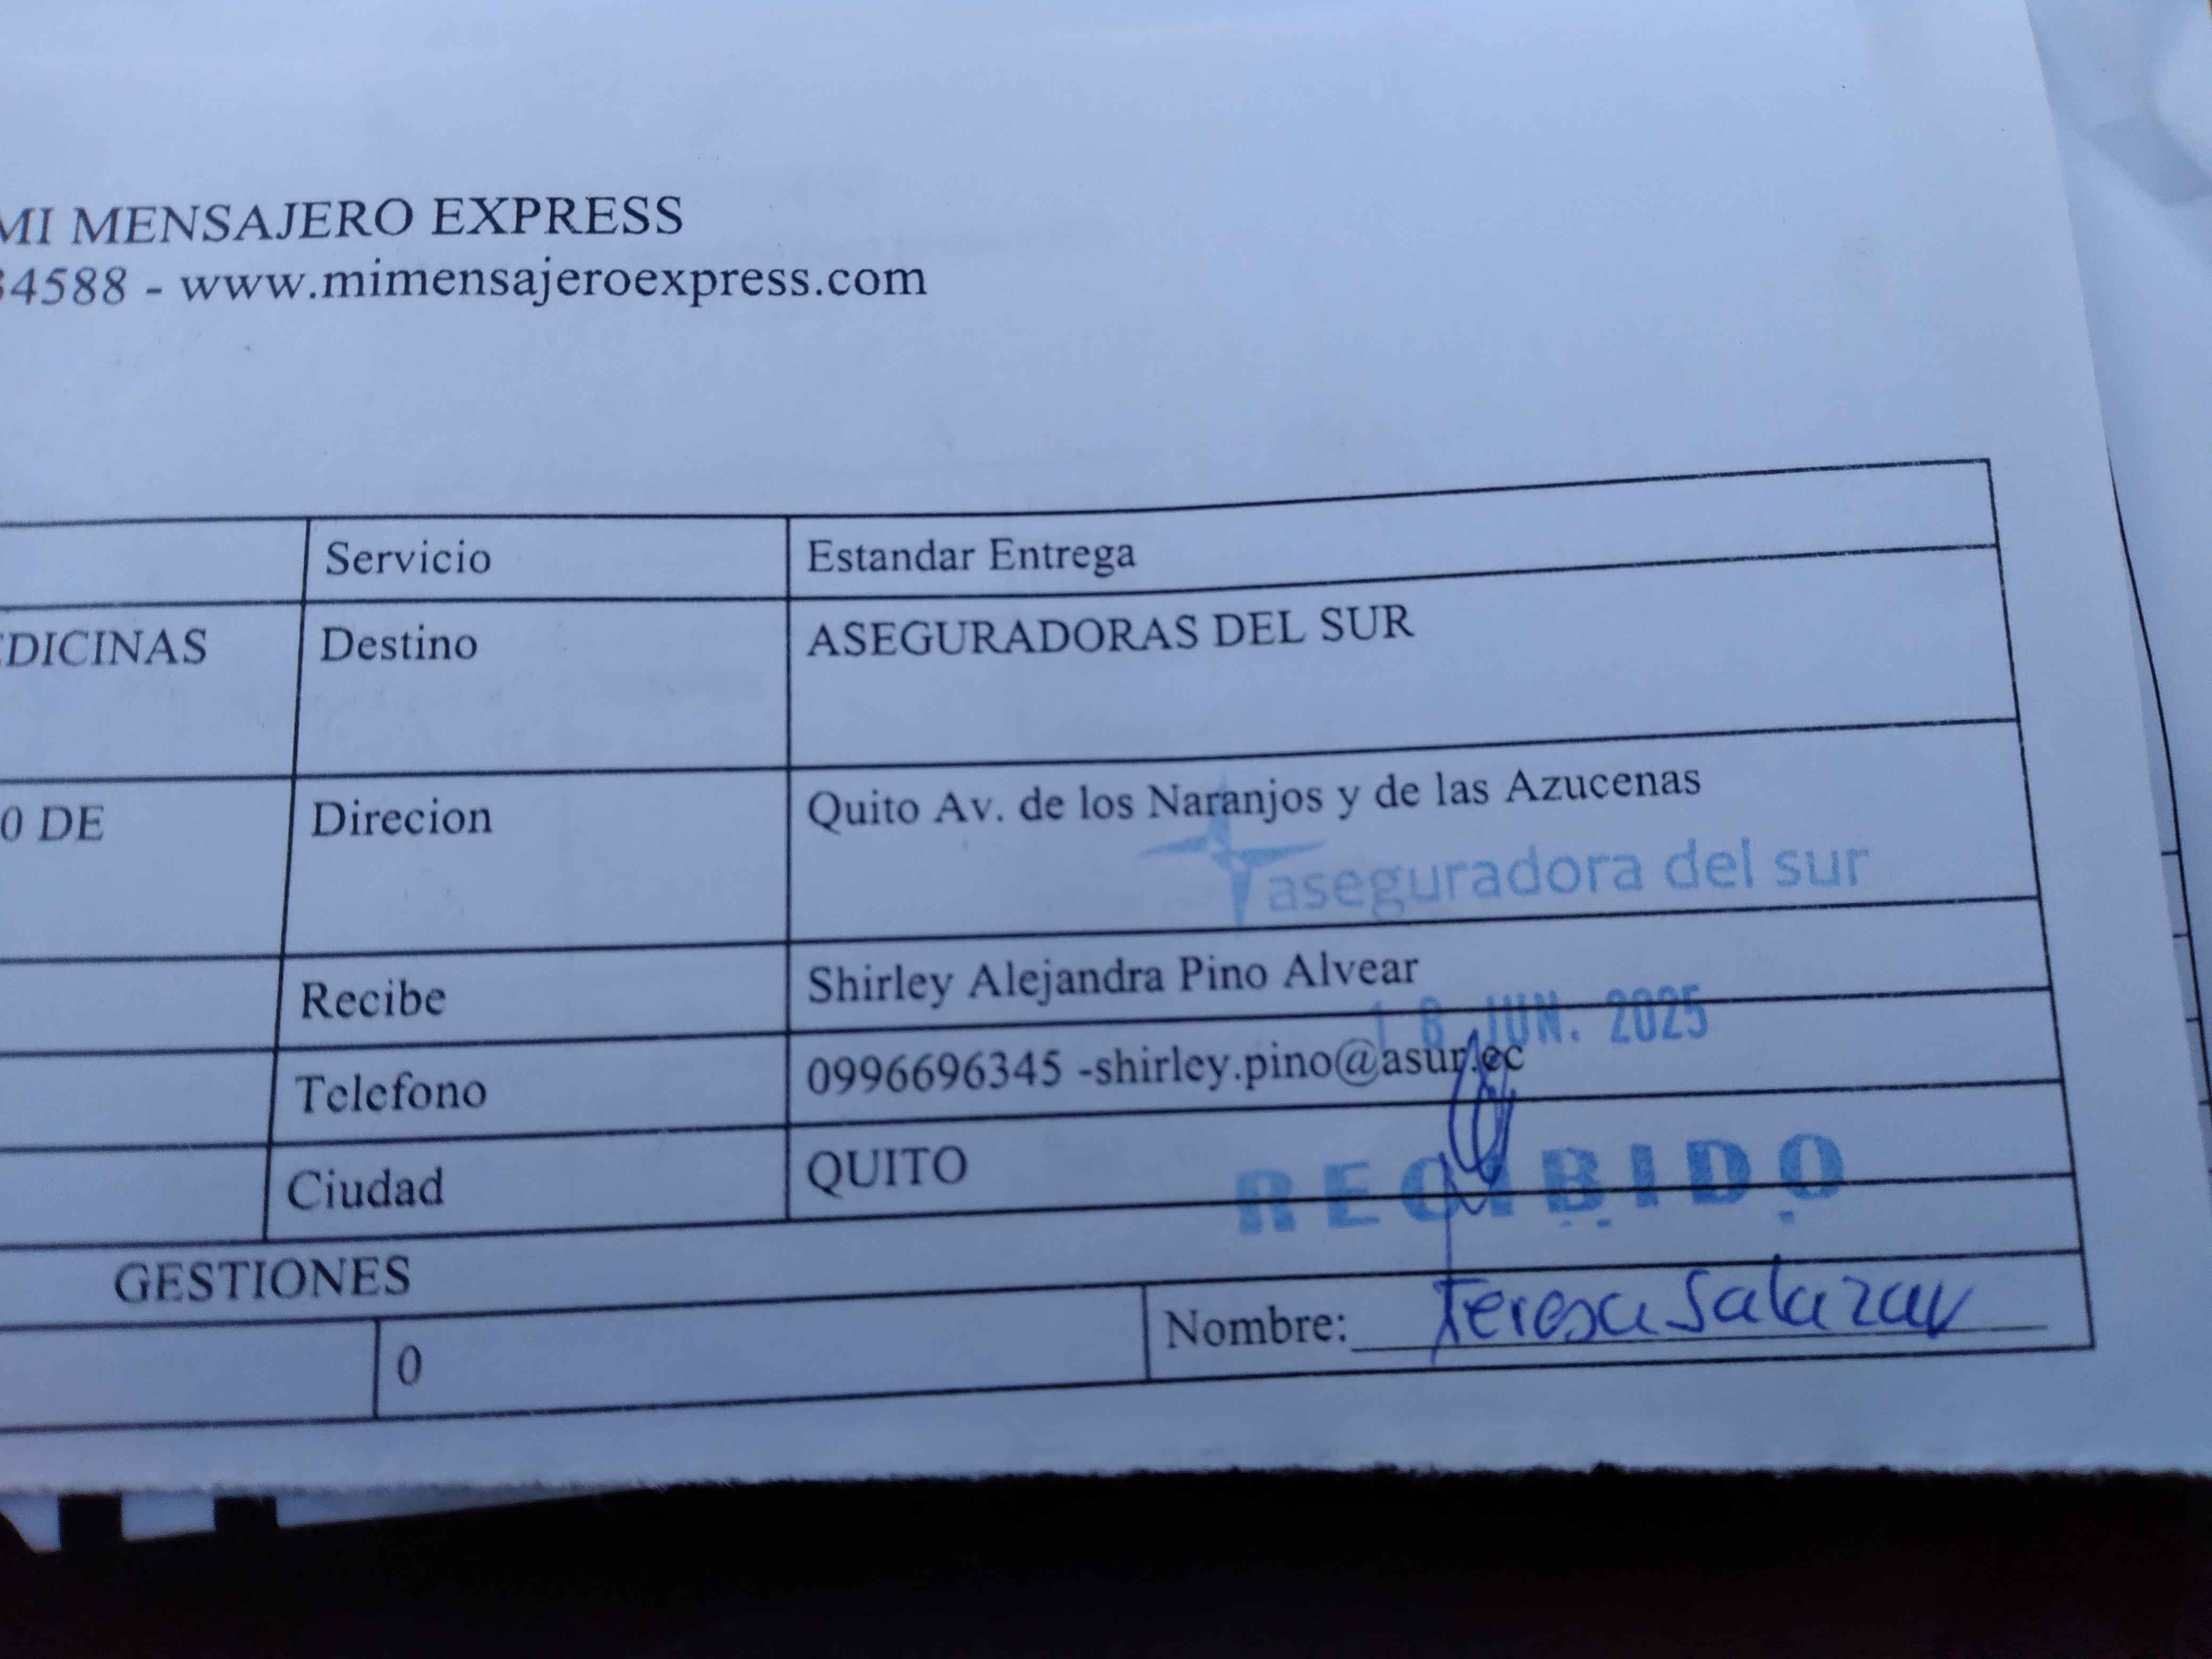 MI MENSAJERO EXPRESS
34588 - www.mimensajeroexpress.com
Servicio Estandar Entrega
EDICINAS Destino ASEGURADORAS DEL SUR
0 DE Direcion Quito Av. de los Naranjos y de las Azucenas
aseguradora del sur
Recibe Shirley Alejandra Pino Alvear
18 JUN. 2025
Telefono 0996696345 -shirley.pino@asur.ec
Ciudad QUITO
RECIBIDO
GESTIONES
0 Nombre: Teresa Salazar